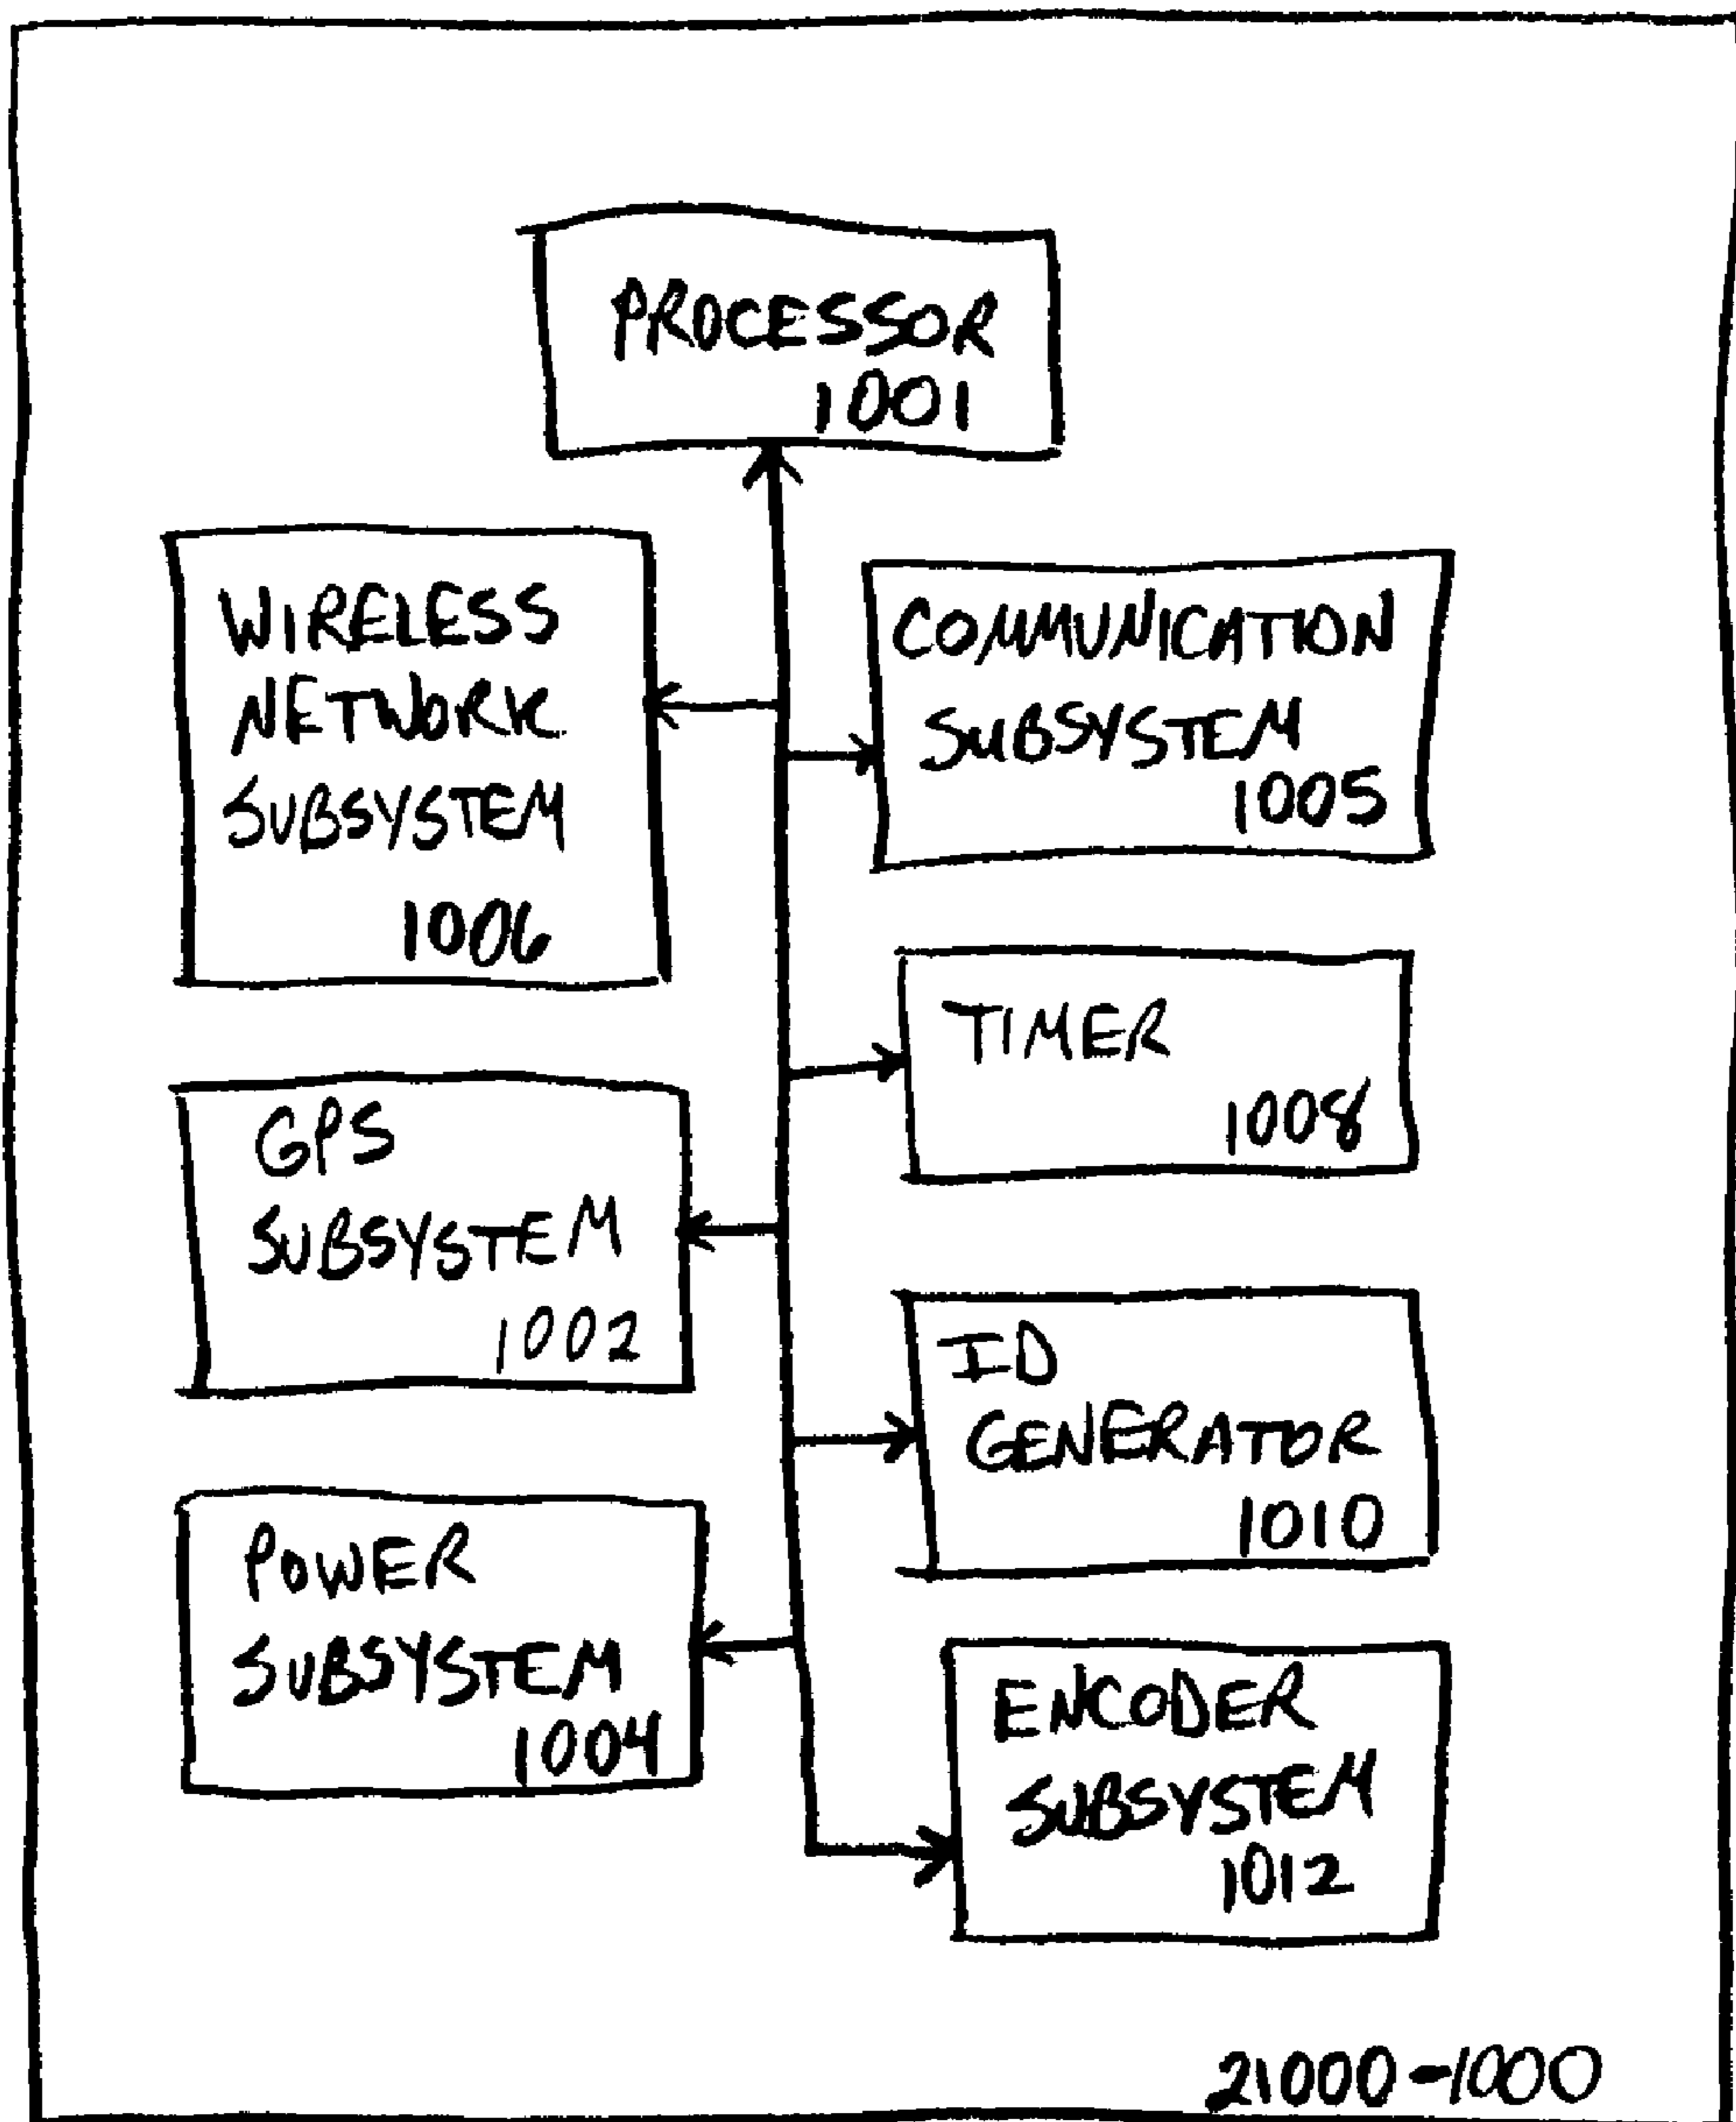 PROCESSOR
1001
WIRELESS
NETWORK
SUBSYSTEM
1006
COMMUNICATION
SUBSYSTEM
1005
TIMER
1008
GPS
SUBSYSTEM
1002
ID
GENERATOR
1010
POWER
SUBSYSTEM
1004
ENCODER
SUBSYSTEM
1012
21000-1000